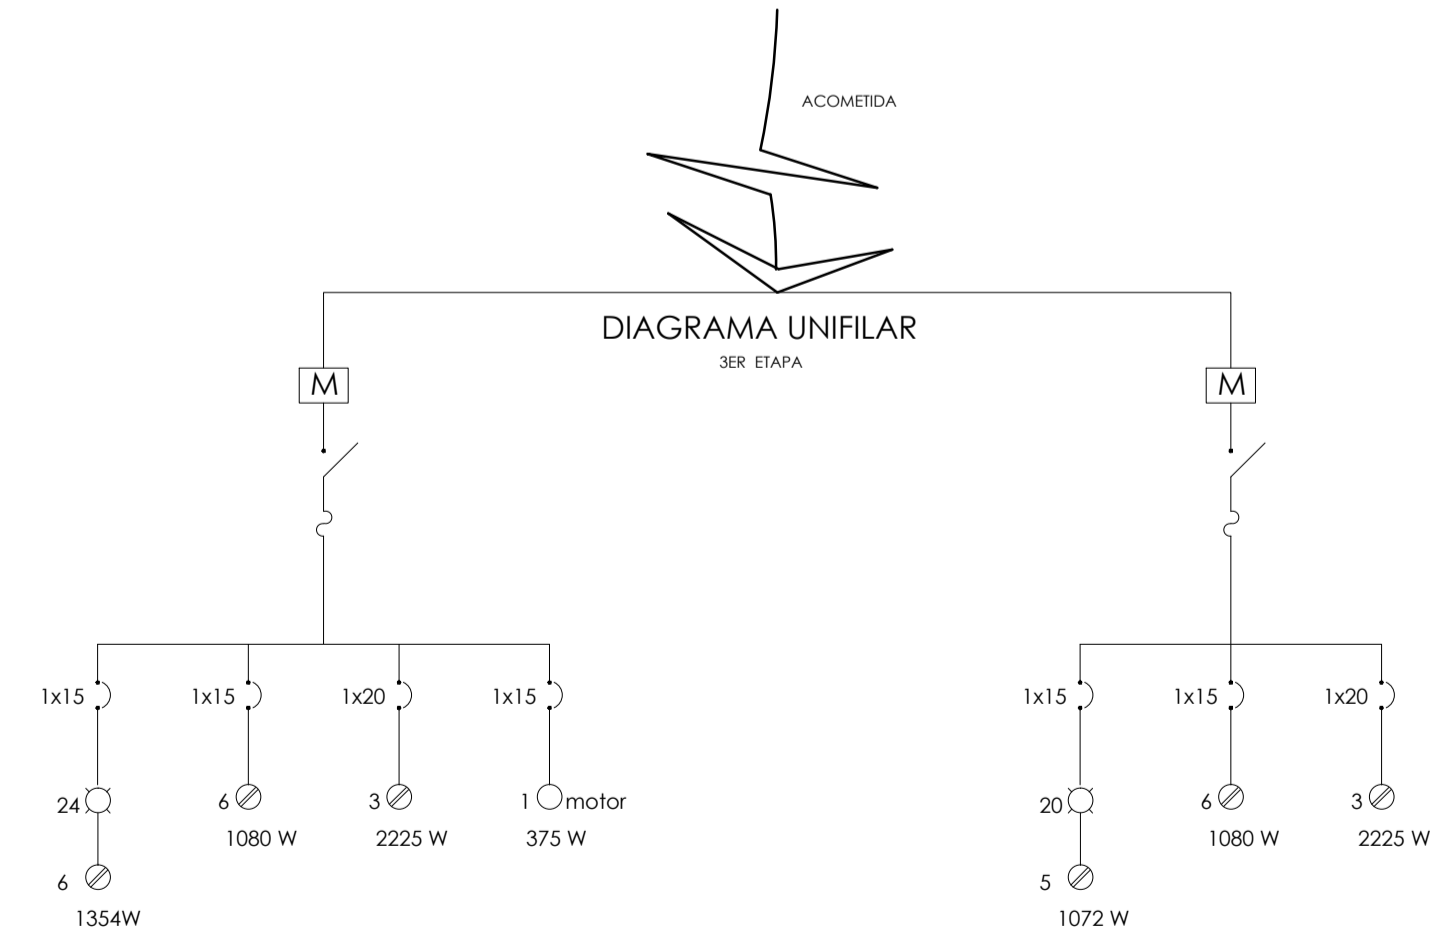 ACOMETIDA
DIAGRAMA UNIFILAR
3ER ETAPA
M
M
1x15
1x15
1x20
1x15
1x15
1x15
1x20
24
6
3
1
motor
20
6
3
1080 W
2225 W
375 W
1080 W
2225 W
6
5
1354W
1072 W